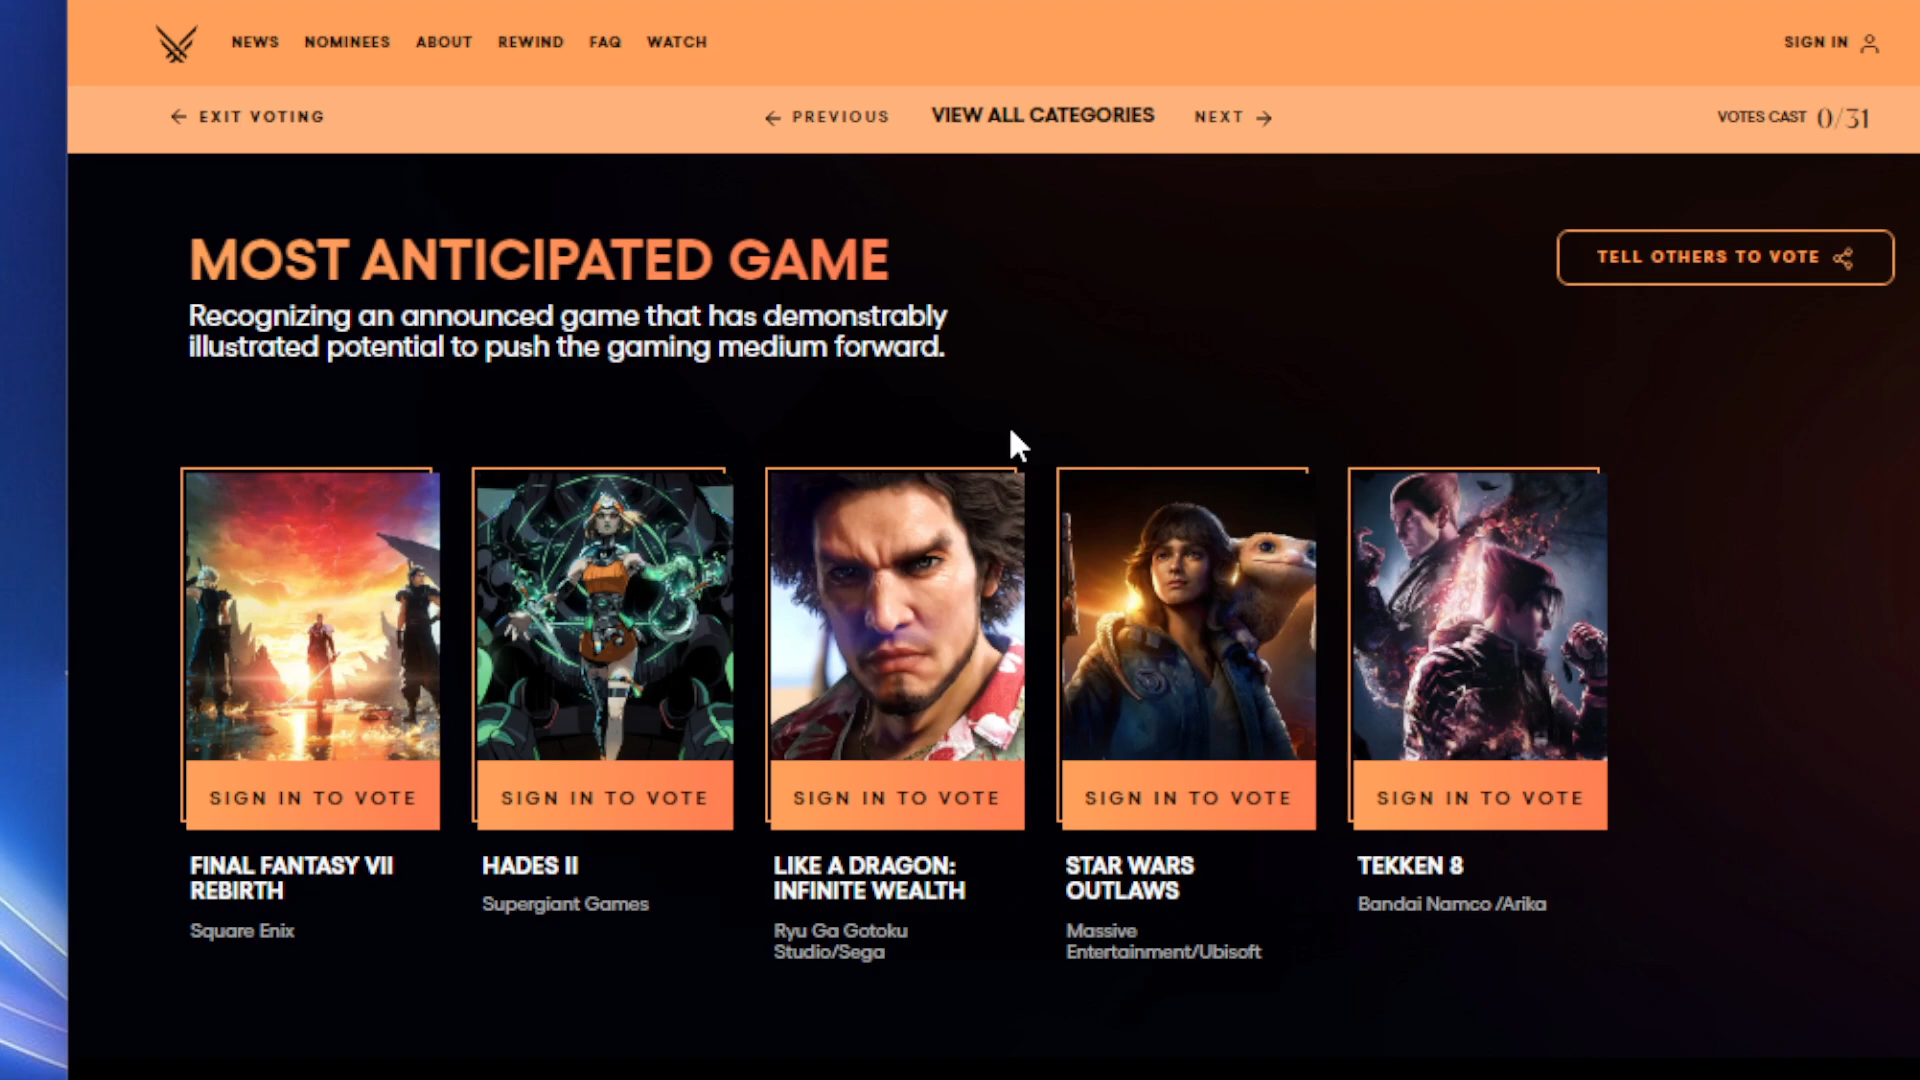 NEWS NOMINEES ABOUT REWIND FAQ WATCH SIGN IN
EXIT VOTING PREVIOUS VIEW ALL CATEGORIES NEXT VOTES CAST 0/31
MOST ANTICIPATED GAME
TELL OTHERS TO VOTE
Recognizing an announced game that has demonstrably
illustrated potential to push the gaming medium forward.
SIGN IN TO VOTE
FINAL FANTASY VII
REBIRTH
Square Enix
SIGN IN TO VOTE
HADES II
Supergiant Games
SIGN IN TO VOTE
LIKE A DRAGON:
INFINITE WEALTH
Ryu Ga Gotoku
Studio/Sega
SIGN IN TO VOTE
STAR WARS
OUTLAWS
Massive
Entertainment/Ubisoft
SIGN IN TO VOTE
TEKKEN 8
Bandai Namco /Arika